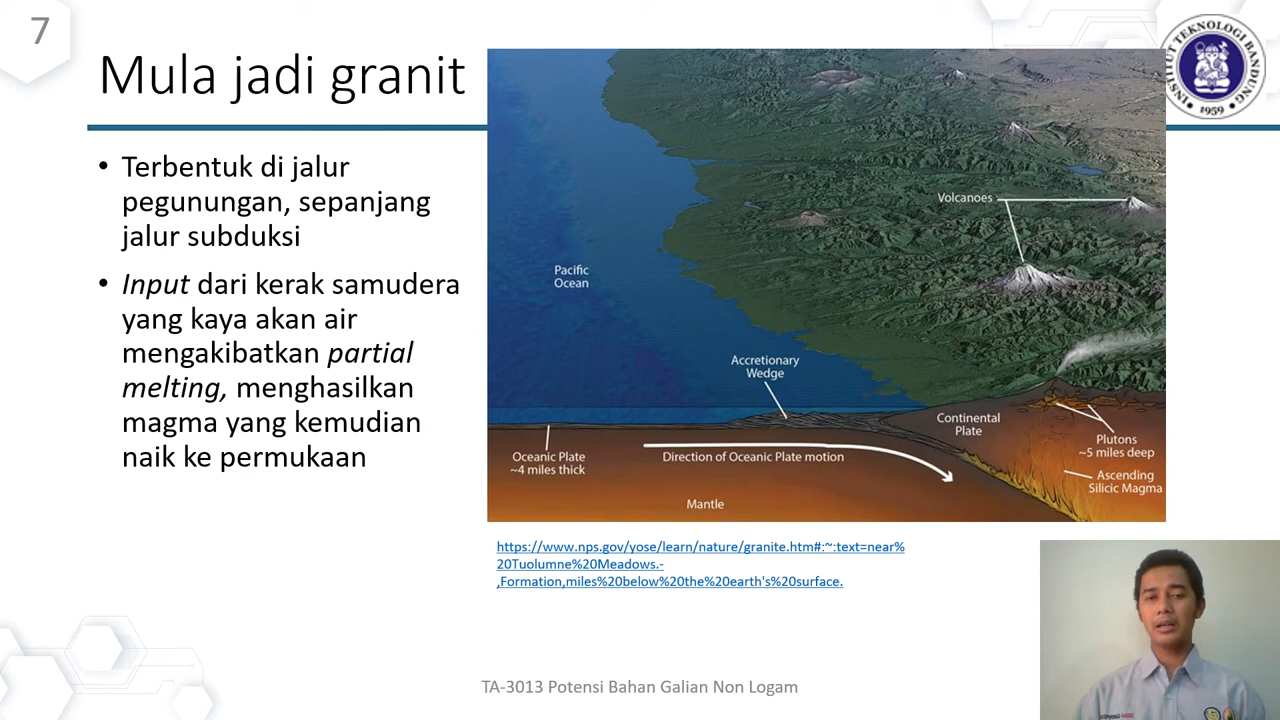 7
Mula jadi granit
INSTITUT TEKNOLOGI BANDUNG
1959
• Terbentuk di jalur
pegunungan, sepanjang
jalur subduksi
• Input dari kerak samudera
yang kaya akan air
mengakibatkan partial
melting, menghasilkan
magma yang kemudian
naik ke permukaan
Volcanoes
Pacific
Ocean
Accretionary
Wedge
Continental
Plate
Plutons
~5 miles deep
Oceanic Plate
~4 miles thick
Direction of Oceanic Plate motion
Ascending
Silicic Magma
Mantle
https://www.nps.gov/yose/learn/nature/granite.htm#:~:text=near%
20Tuolumne%20Meadows.-
,Formation,miles%20below%20the%20earth's%20surface.
TA-3013 Potensi Bahan Galian Non Logam